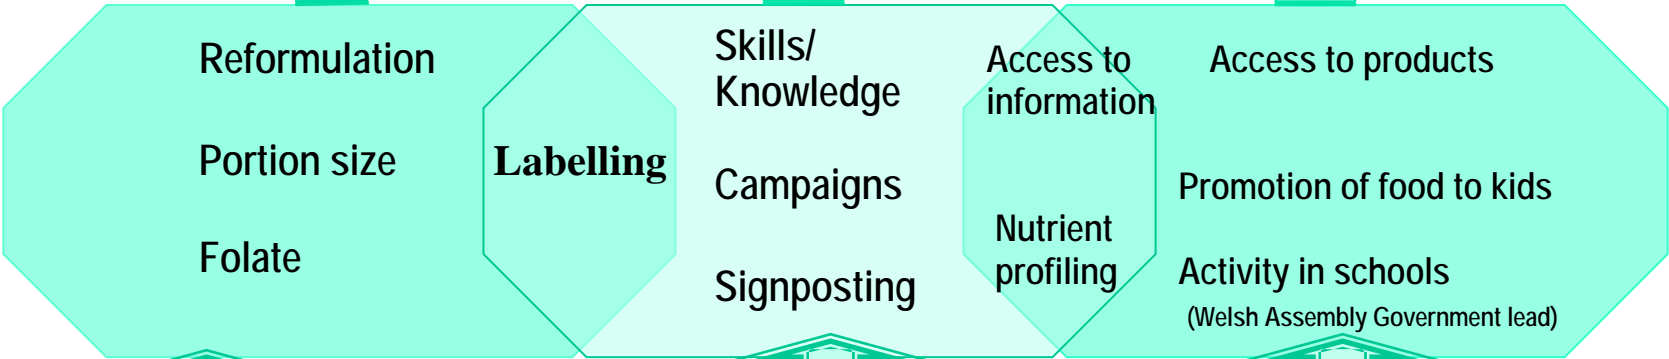 Reformulation
Portion size
Folate
Labelling
Skills/
Knowledge
Campaigns
Signposting
Access to
information
Nutrient
profiling
Access to products
Promotion of food to kids
Activity in schools
(Welsh Assembly Government lead)